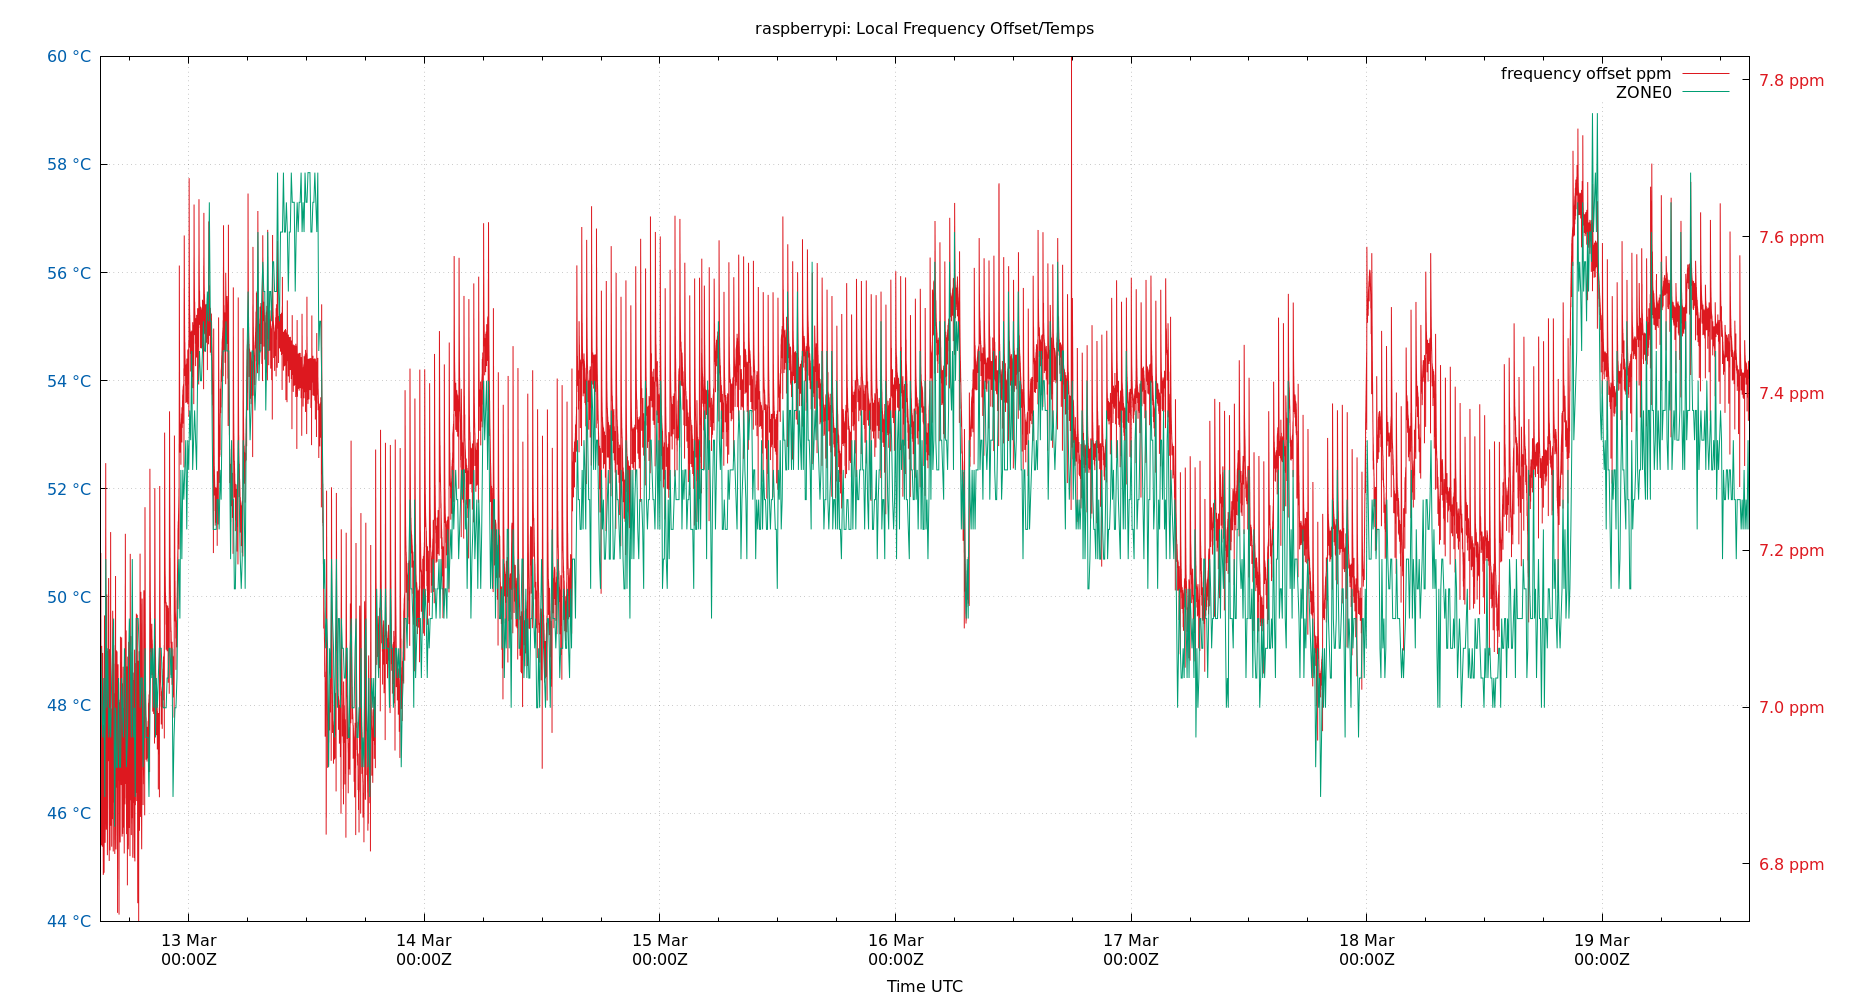 raspberrypi: Local Frequency Offset/Temps
60 °C
58 °C
56 °C
54 °C
52 °C
50 °C
48 °C
46 °C
44 °C
frequency offset ppm
ZONE0
7.8 ppm
7.6 ppm
7.4 ppm
7.2 ppm
7.0 ppm
6.8 ppm
13 Mar
00:00Z
14 Mar
00:00Z
15 Mar
00:00Z
16 Mar
00:00Z
17 Mar
00:00Z
18 Mar
00:00Z
19 Mar
00:00Z
Time UTC